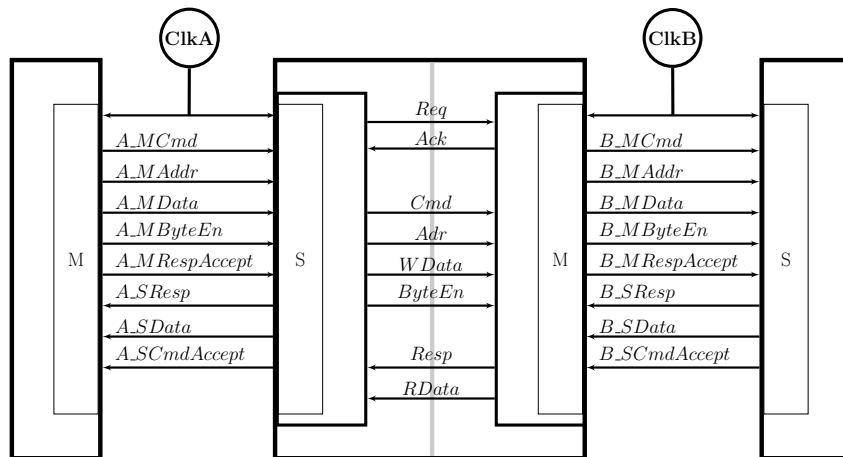 ClkA ClkB
Req
A_MCmd Ack B_MCmd
A_MAddr B_MAddr
A_MData Cmd B_MData
A_MByteEn Adr B_MByteEn
M A_MRespAccept S WData M B_MRespAccept S
A_SResp ByteEn B_SResp
A_SData B_SData
A_SCmdAccept Resp B_SCmdAccept
RData